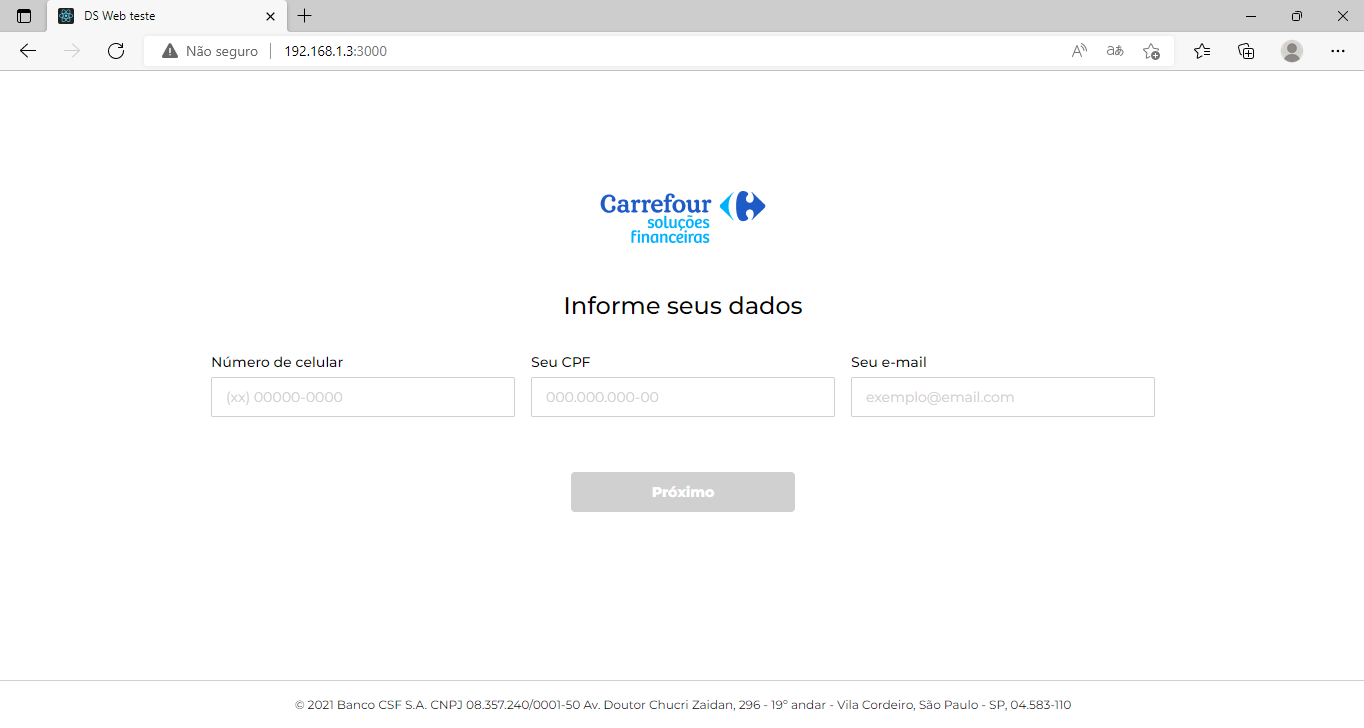 DS Web teste
Não seguro
192.168.1.3:3000
Carrefour
soluções
financeiras
Informe seus dados
Número de celular
Seu CPF
Seu e-mail
(xx) 00000-0000
000.000.000-00
exemplo@email.com
Próximo
© 2021 Banco CSF S.A. CNPJ 08.357.240/0001-50 Av. Doutor Chucri Zaidan, 296 - 19º andar - Vila Cordeiro, São Paulo - SP, 04.583-110